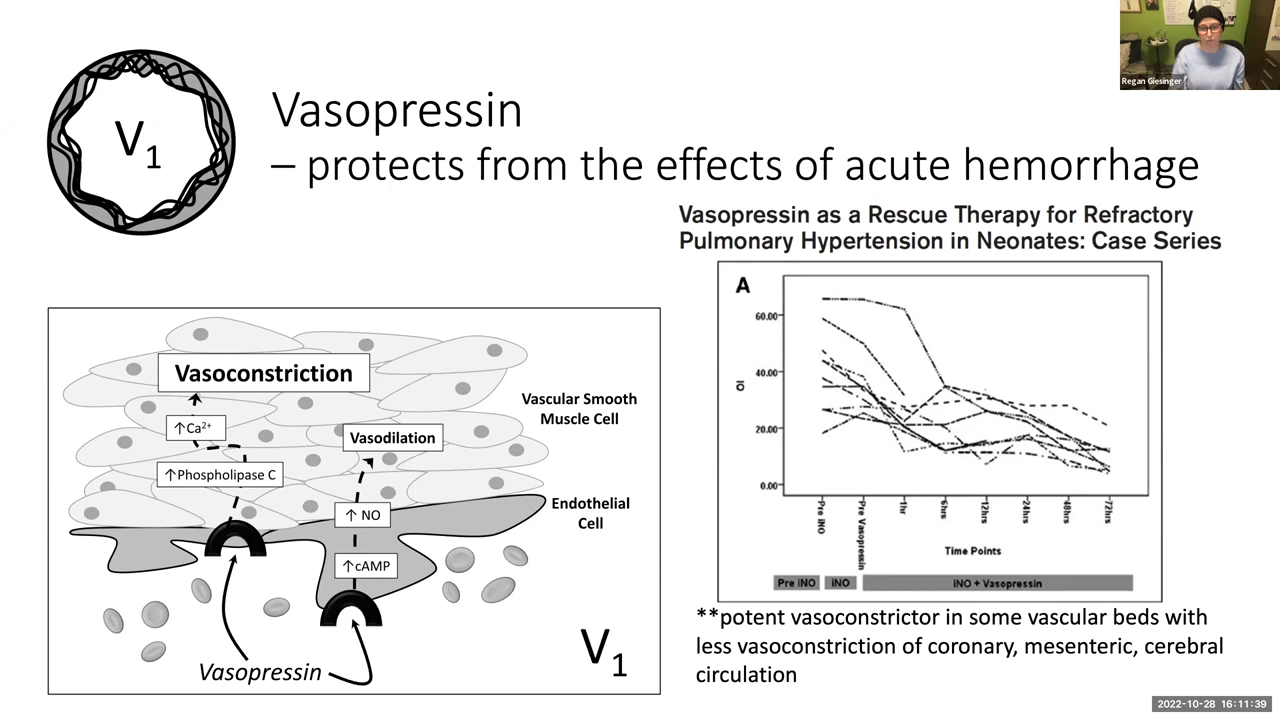 Regan Giesinger
V1
Vasopressin
– protects from the effects of acute hemorrhage
Vasopressin as a Rescue Therapy for Refractory
Pulmonary Hypertension in Neonates: Case Series
Vasoconstriction
↑Ca2+
↑Phospholipase C
Vasodilation
↑ NO
↑cAMP
Vascular Smooth
Muscle Cell
Endothelial
Cell
Vasopressin
V1
A
60.00
40.00
20.00
0.00
OI
Pre iNO
Pre Vasopressin
1hr
6hrs
12hrs
24hrs
48hrs
72hrs
Time Points
Pre iNO
iNO
iNO + Vasopressin
**potent vasoconstrictor in some vascular beds with
less vasoconstriction of coronary, mesenteric, cerebral
circulation
2022-10-28 16:11:39